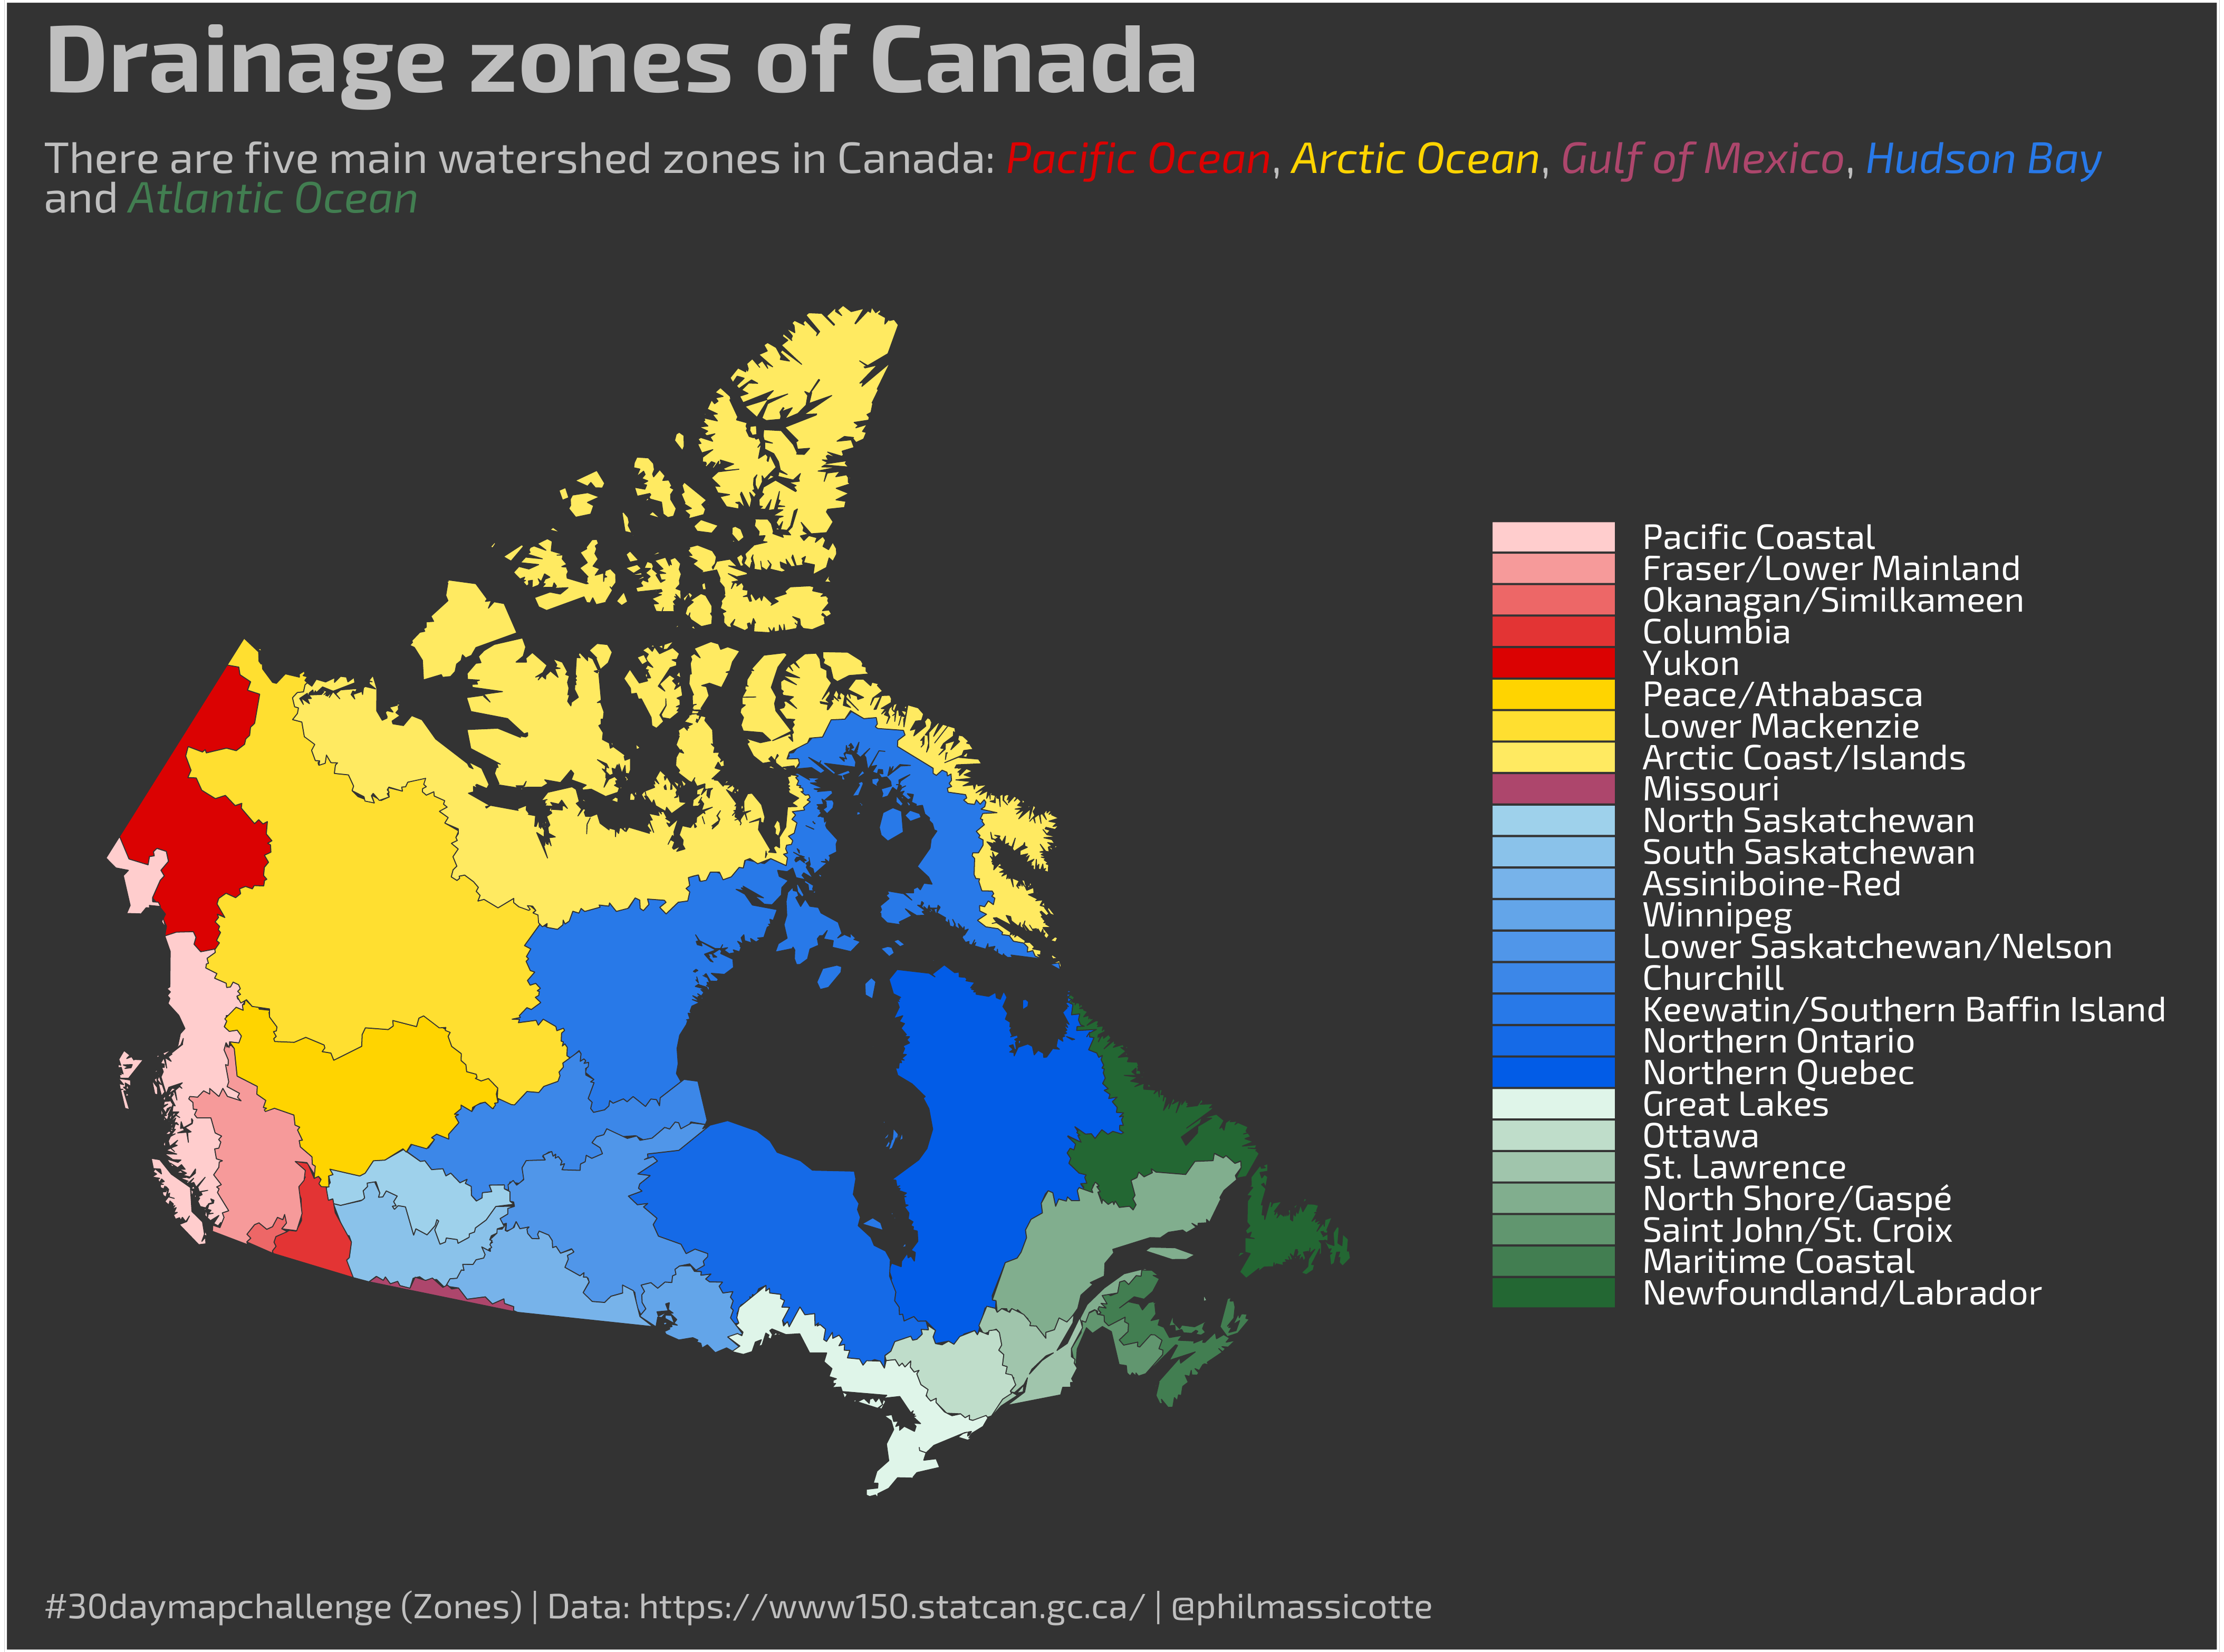 Drainage zones of Canada
There are five main watershed zones in Canada: Pacific Ocean, Arctic Ocean, Gulf of Mexico, Hudson Bay
and Atlantic Ocean
Pacific Coastal
Fraser/Lower Mainland
Okanagan/Similkameen
Columbia
Yukon
Peace/Athabasca
Lower Mackenzie
Arctic Coast/Islands
Missouri
North Saskatchewan
South Saskatchewan
Assiniboine-Red
Winnipeg
Lower Saskatchewan/Nelson
Churchill
Keewatin/Southern Baffin Island
Northern Ontario
Northern Quebec
Great Lakes
Ottawa
St. Lawrence
North Shore/Gaspé
Saint John/St. Croix
Maritime Coastal
Newfoundland/Labrador
#30daymapchallenge (Zones) | Data: https://www150.statcan.gc.ca/ | @philmassicotte